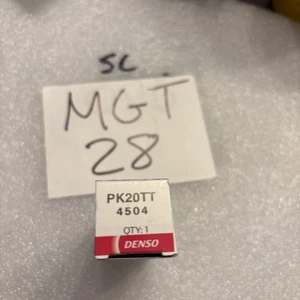 SC
MGT
28
PK20TT
4504
QTY: 1
DENSO